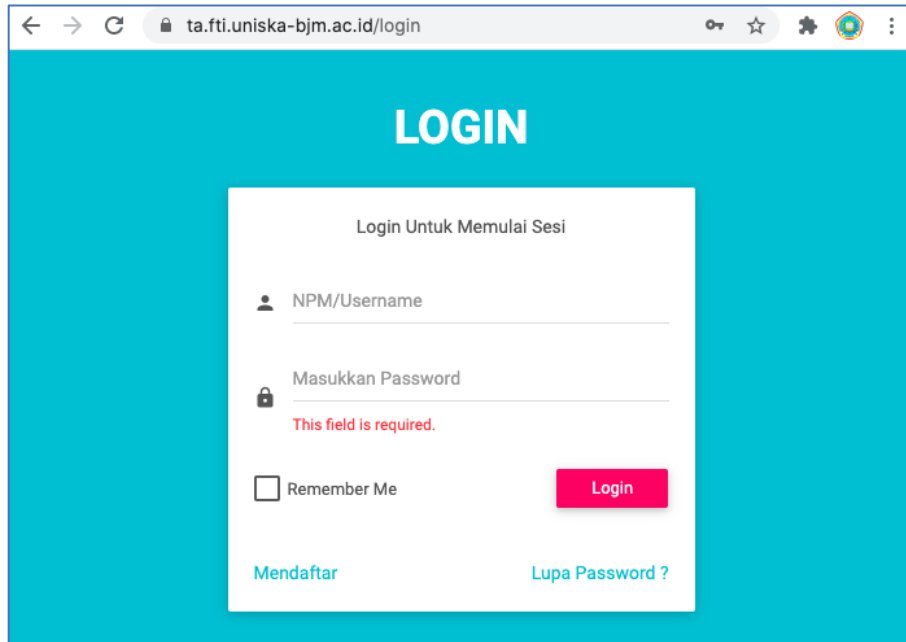 ta.fti.uniska-bjm.ac.id/login
LOGIN
Login Untuk Memulai Sesi
NPM/Username
Masukkan Password
This field is required.
Remember Me
Login
Mendaftar
Lupa Password ?